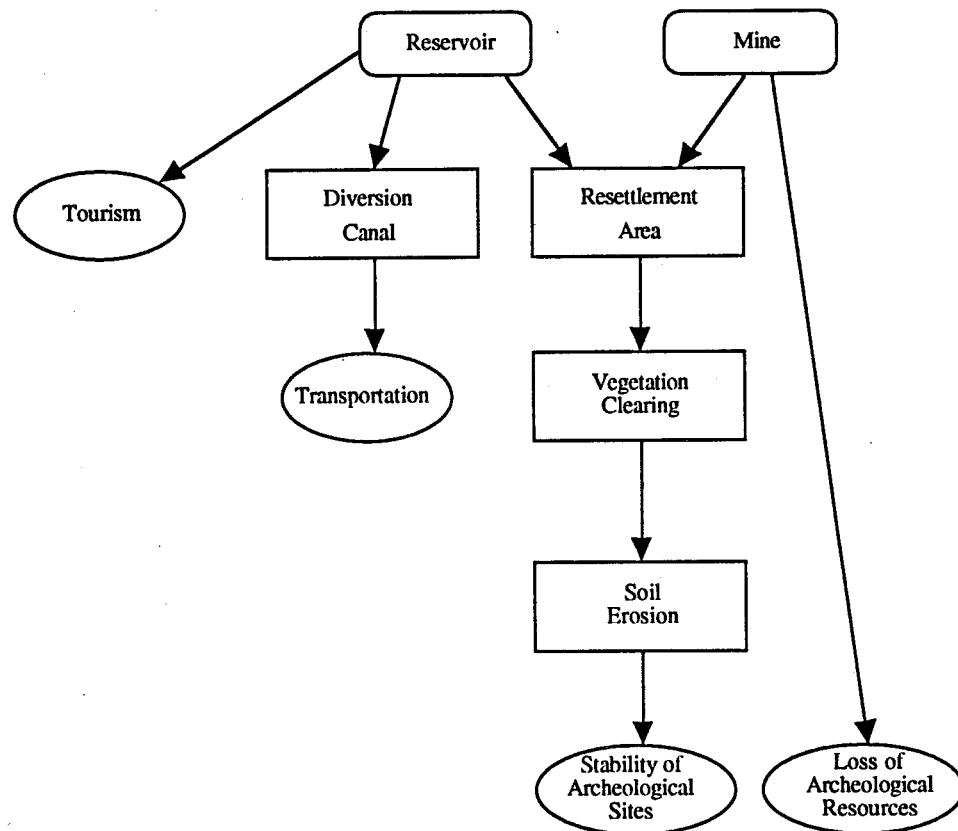 Reservoir
Mine
Tourism
Diversion
Canal
Resettlement
Area
Transportation
Vegetation
Clearing
Soil
Erosion
Stability of
Archeological
Sites
Loss of
Archeological
Resources